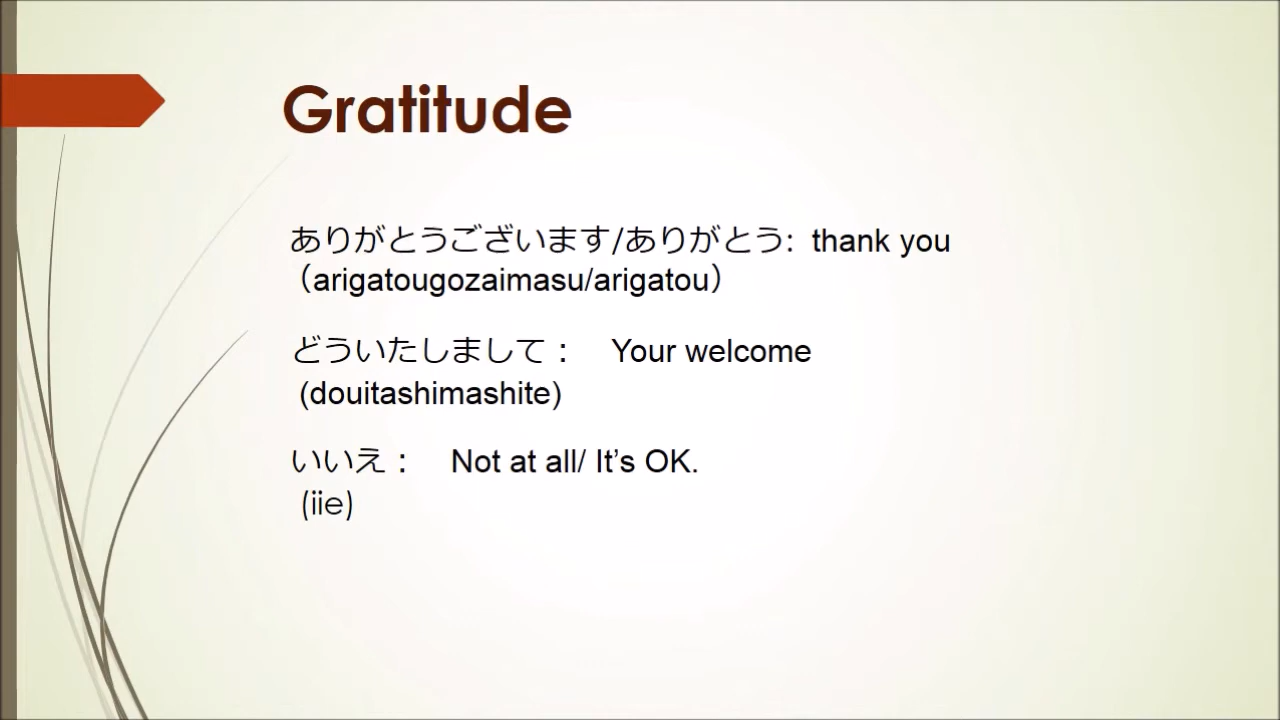 Gratitude
ありがとうございます/ありがとう: thank you
（arigatougozaimasu/arigatou）
どういたしまして： Your welcome
(douitashimashite)
いいえ： Not at all/ It’s OK.
(iie)